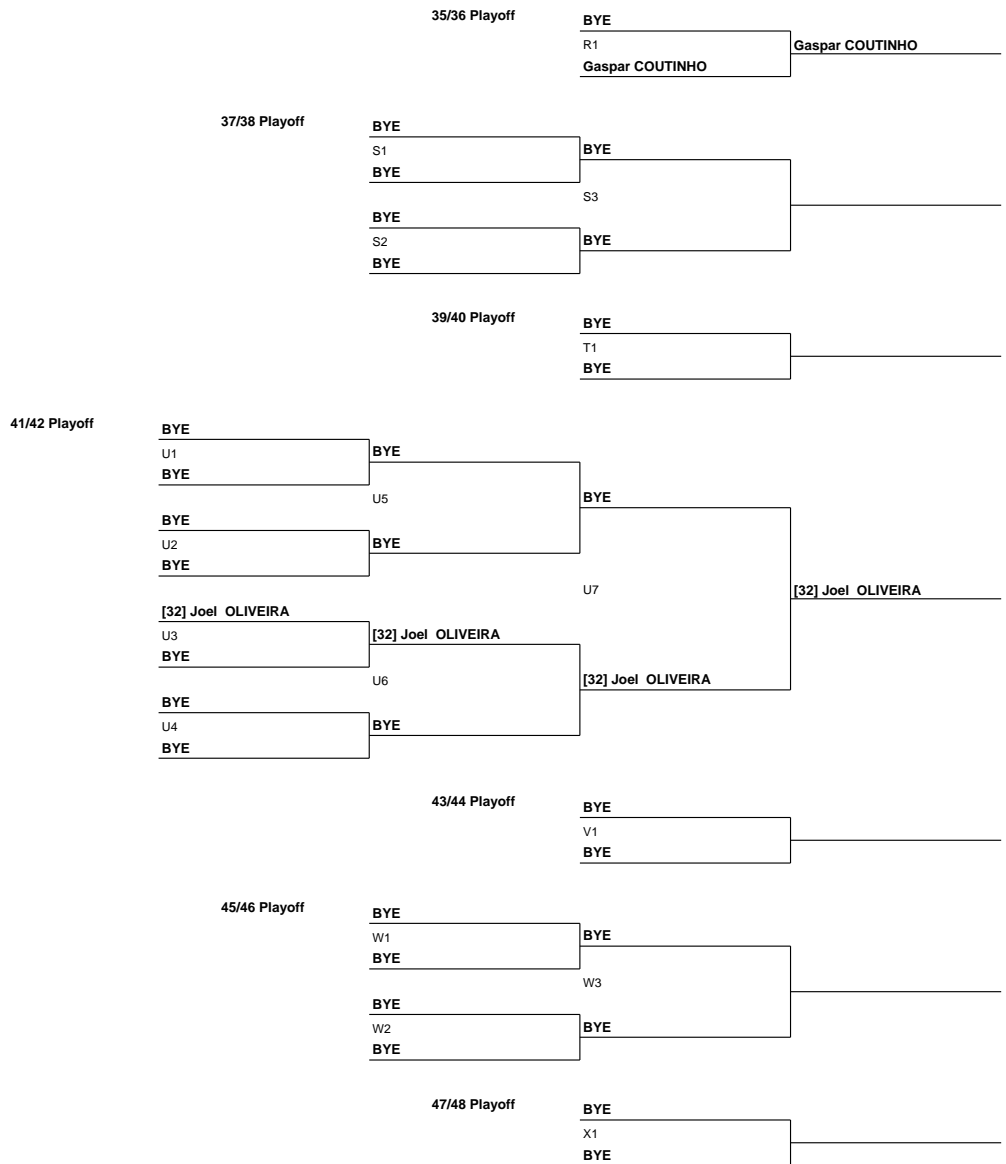 35/36 Playoff
BYE
R1
Gaspar COUTINHO
Gaspar COUTINHO
37/38 Playoff
BYE
S1
BYE
BYE
S3
BYE
S2
BYE
BYE
39/40 Playoff
BYE
T1
BYE
41/42 Playoff
BYE
U1
BYE
BYE
U5
BYE
BYE
U2
BYE
BYE
U7
[32] Joel OLIVEIRA
[32] Joel OLIVEIRA
U3
[32] Joel OLIVEIRA
BYE
U6
[32] Joel OLIVEIRA
BYE
U4
BYE
BYE
43/44 Playoff
BYE
V1
BYE
45/46 Playoff
BYE
W1
BYE
BYE
W3
BYE
W2
BYE
BYE
47/48 Playoff
BYE
X1
BYE